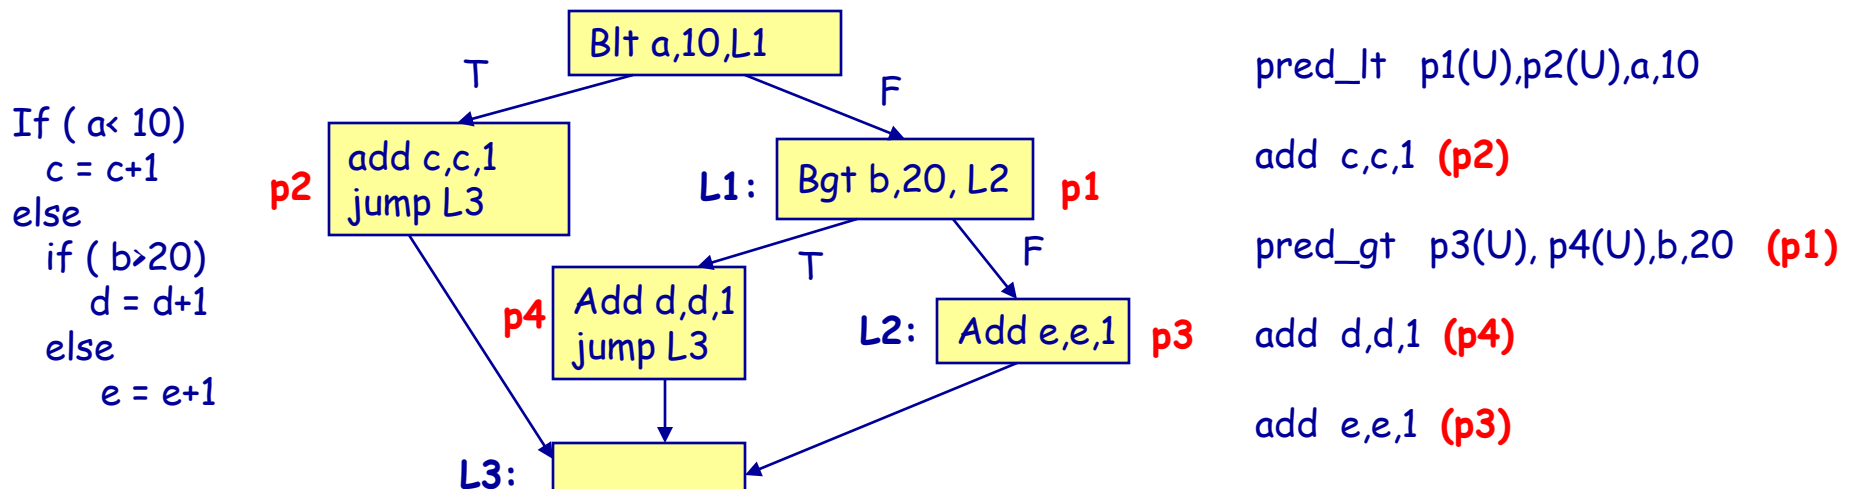 If ( a< 10)
c = c+1
else
if ( b>20)
d = d+1
else
e = e+1
Blt a,10,L1
T
F
p2
add c,c,1
jump L3
L1:
Bgt b,20, L2
p1
T
F
p4
Add d,d,1
jump L3
L2:
Add e,e,1
p3
L3:
pred_lt p1(U),p2(U),a,10
add c,c,1 (p2)
pred_gt p3(U), p4(U),b,20 (p1)
add d,d,1 (p4)
add e,e,1 (p3)